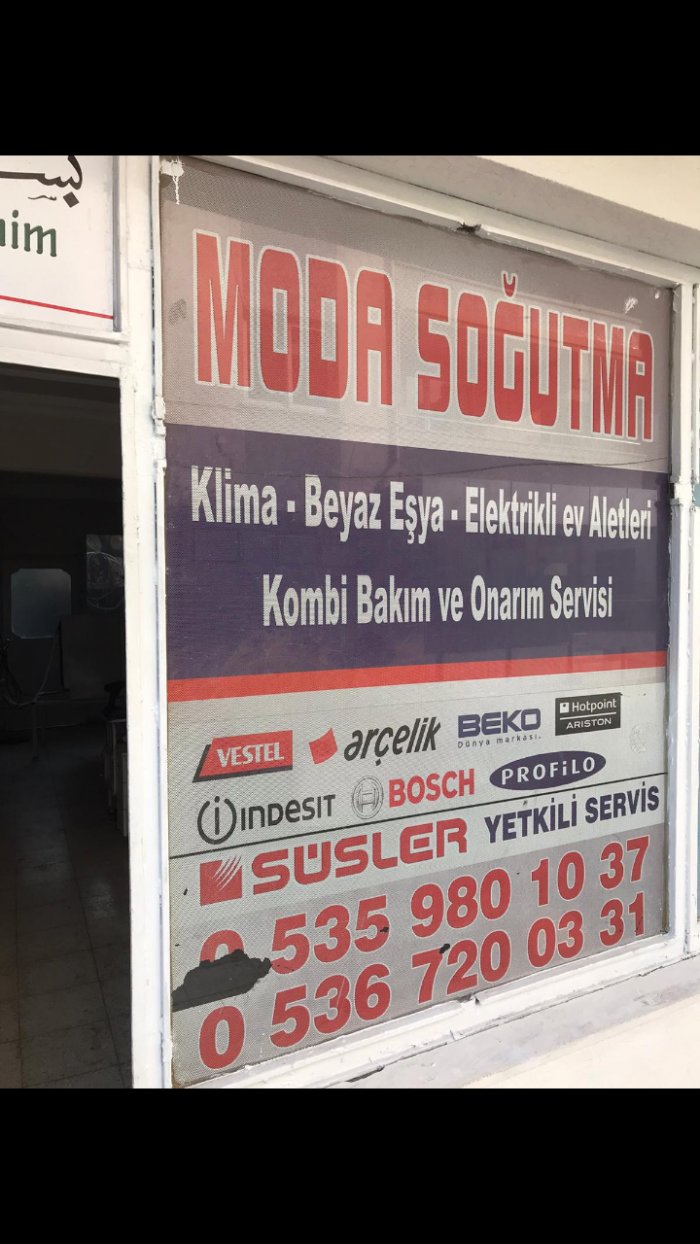 MODA SOĞUTMA
Klima - Beyaz Eşya - Elektrikli ev Aletleri
Kombi Bakım ve Onarım Servisi
VESTEL arçelik BEKO Hotpoint
Dünya markası. ARISTON
indesit BOSCH PROFiLO
SÜSLER YETKİLİ SERVİS
0 535 980 10 37
0 536 720 03 31